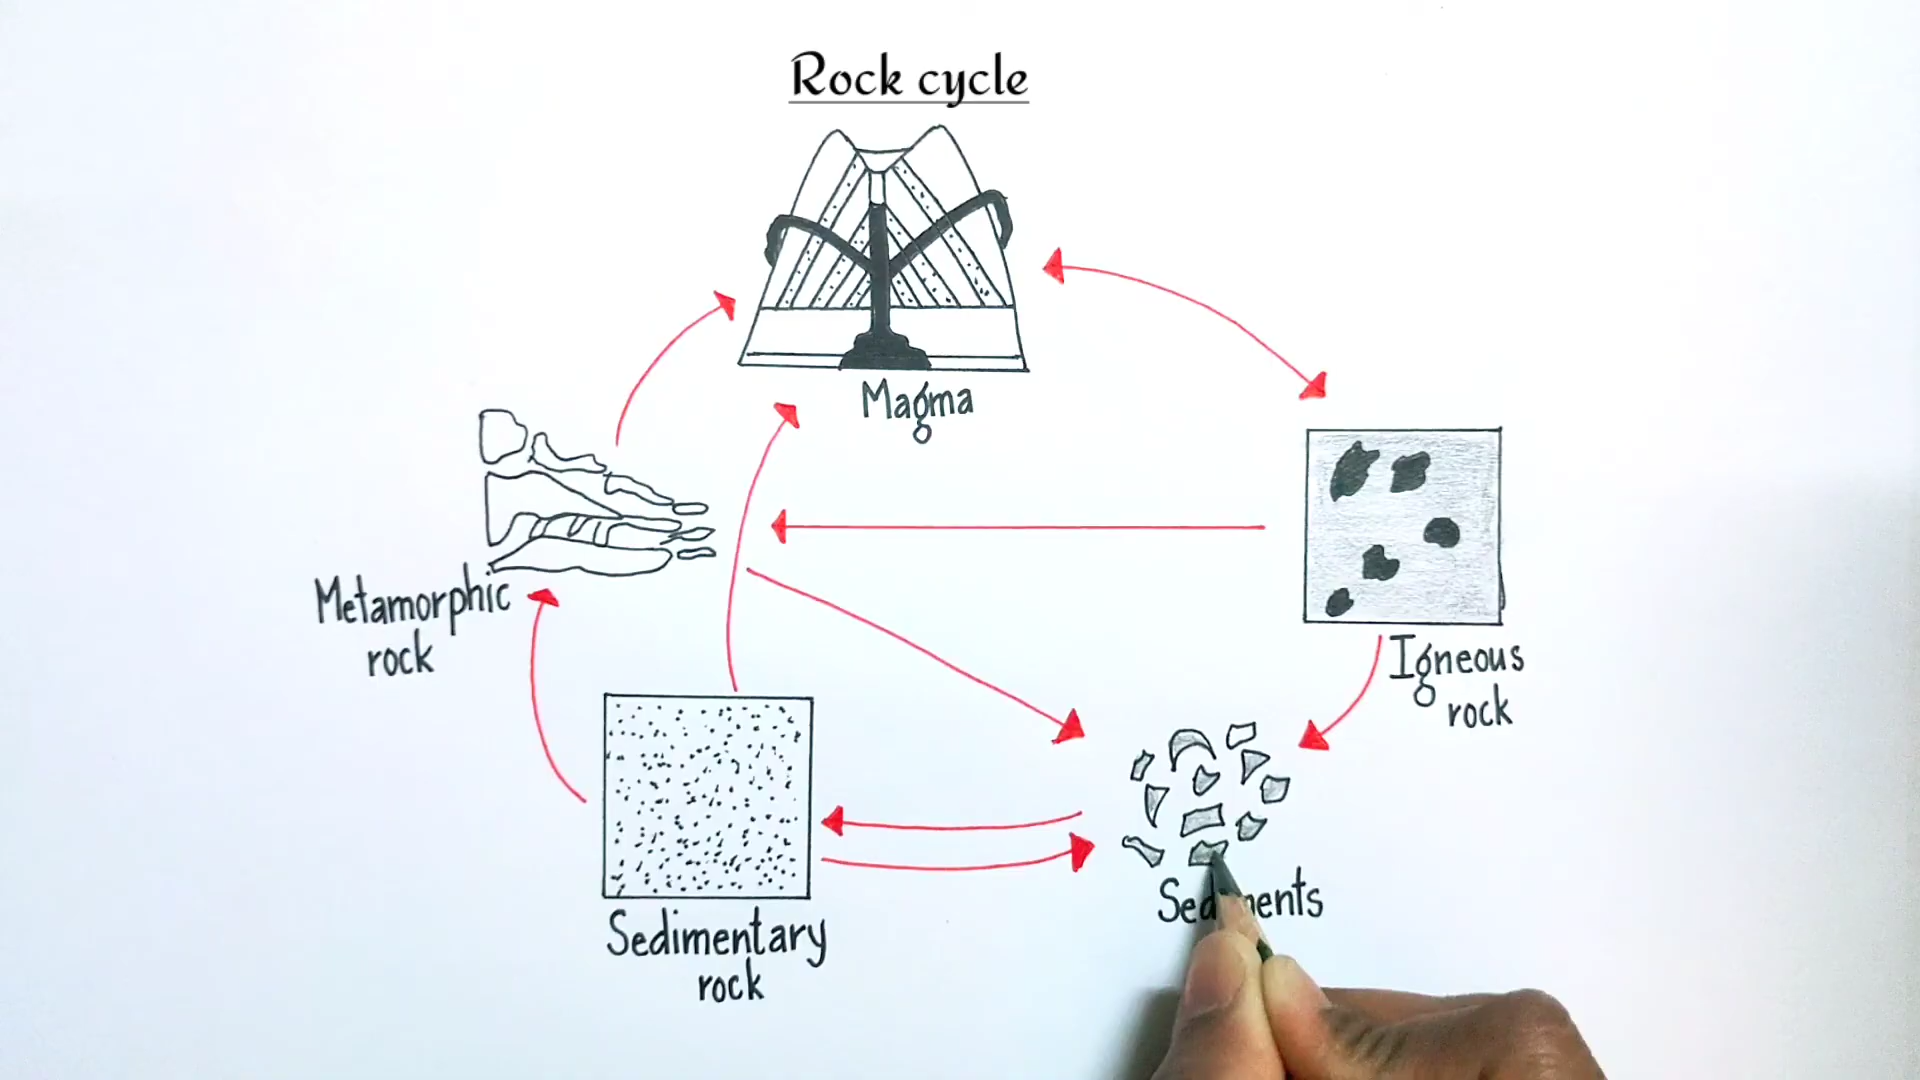 Rock cycle
Magma
Metamorphic
rock
Igneous
rock
Sedimentary
rock